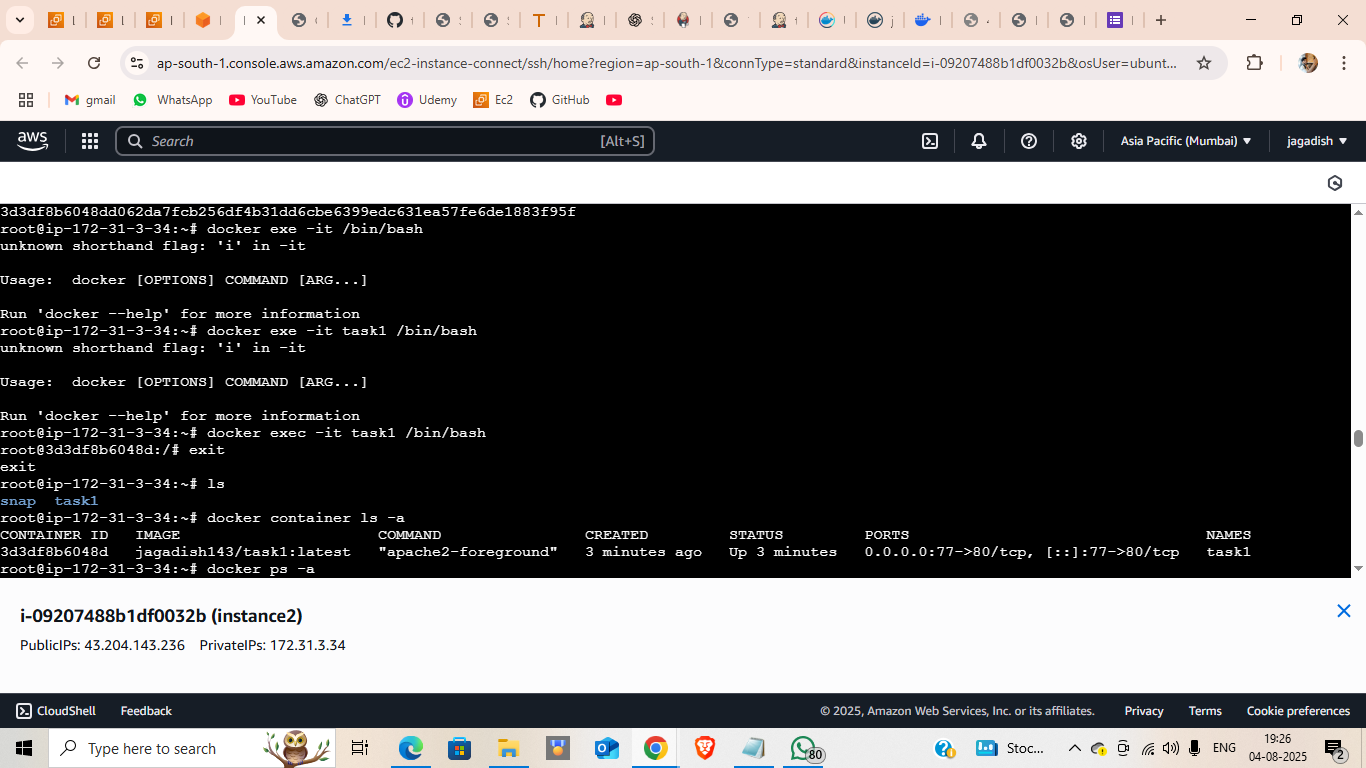 ap-south-1.console.aws.amazon.com/ec2-instance-connect/ssh/home?region=ap-south-1&connType=standard&instanceId=i-09207488b1df0032b&osUser=ubunt...
gmail WhatsApp YouTube ChatGPT Udemy Ec2 GitHub
aws Search [Alt+S] Asia Pacific (Mumbai) jagadish
3d3df8b6048dd062da7fcb256df4b31dd6cbe6399edc631ea57fe6de1883f95f
root@ip-172-31-3-34:~# docker exe -it /bin/bash
unknown shorthand flag: 'i' in -it
Usage:  docker [OPTIONS] COMMAND [ARG...]
Run 'docker --help' for more information
root@ip-172-31-3-34:~# docker exe -it task1 /bin/bash
unknown shorthand flag: 'i' in -it
Usage:  docker [OPTIONS] COMMAND [ARG...]
Run 'docker --help' for more information
root@ip-172-31-3-34:~# docker exec -it task1 /bin/bash
root@3d3df8b6048d:/# exit
exit
root@ip-172-31-3-34:~# ls
snap  task1
root@ip-172-31-3-34:~# docker container ls -a
CONTAINER ID   IMAGE                      COMMAND                CREATED         STATUS         PORTS                                 NAMES
3d3df8b6048d   jagadish143/task1:latest   "apache2-foreground"   3 minutes ago   Up 3 minutes   0.0.0.0:77->80/tcp, [::]:77->80/tcp   task1
root@ip-172-31-3-34:~# docker ps -a
i-09207488b1df0032b (instance2)
PublicIPs: 43.204.143.236 PrivateIPs: 172.31.3.34
CloudShell Feedback © 2025, Amazon Web Services, Inc. or its affiliates. Privacy Terms Cookie preferences
Type here to search 80 Stoc... ENG 19:26
04-08-2025 2